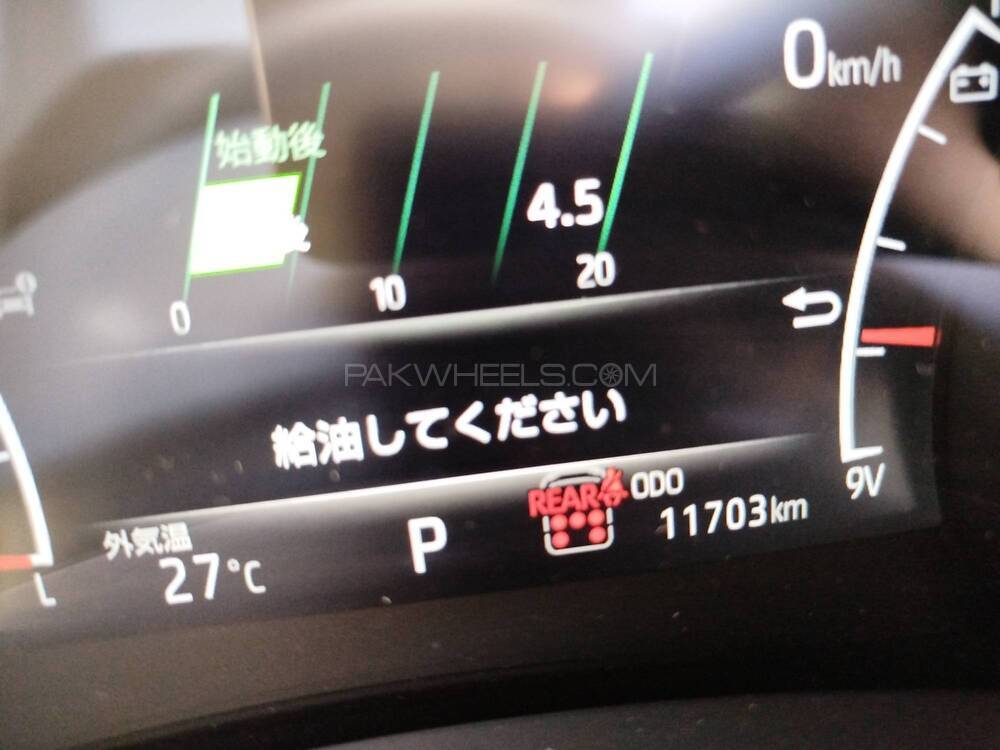 0km/h
始動後
4.5
0 10 20
PAKWHEELS.COM
給油してください
9V
REAR
ODO
11703km
外気温
27°C
P
L